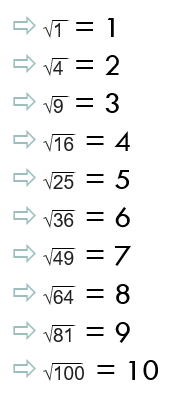 ⇨ √1 = 1
⇨ √4 = 2
⇨ √9 = 3
⇨ √16 = 4
⇨ √25 = 5
⇨ √36 = 6
⇨ √49 = 7
⇨ √64 = 8
⇨ √81 = 9
⇨ √100 = 10